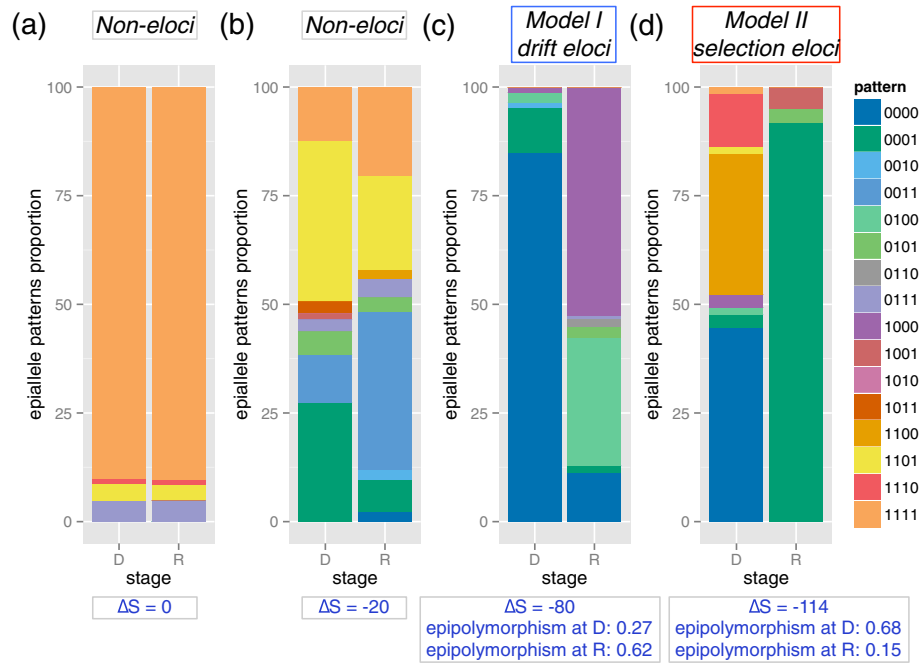 (a)
Non-eloci
epiallele patterns proportion
100
75
50
25
0
D
R
stage
ΔS = 0
(b)
Non-eloci
epiallele patterns proportion
100
75
50
25
0
D
R
stage
ΔS = -20
(c)
Model I
drift eloci
epiallele patterns proportion
100
75
50
25
0
D
R
stage
ΔS = -80
epipolymorphism at D: 0.27
epipolymorphism at R: 0.62
(d)
Model II
selection eloci
epiallele patterns proportion
100
75
50
25
0
D
R
stage
ΔS = -114
epipolymorphism at D: 0.68
epipolymorphism at R: 0.15
pattern
0000
0001
0010
0011
0100
0101
0110
0111
1000
1001
1010
1011
1100
1101
1110
1111